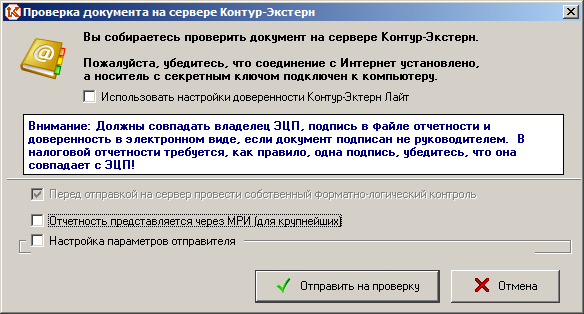 Проверка документа на сервере Контур-Экстерн
Вы собираетесь проверить документ на сервере Контур-Экстерн.
Пожалуйста, убедитесь, что соединение с Интернет установлено,
а носитель с секретным ключом подключен к компьютеру.
Использовать настройки доверенности Контур-Эктерн Лайт
Внимание: Должны совпадать владелец ЭЦП, подпись в файле отчетности и
доверенность в электронном виде, если документ подписан не руководителем. В
налоговой отчетности требуется, как правило, одна подпись, убедитесь, что она
совпадает с ЭЦП!
Перед отправкой на сервер провести собственный форматно-логический контроль
Отчетность представляется через МРИ (для крупнейших)
Настройка параметров отправителя
Отправить на проверку
Отмена